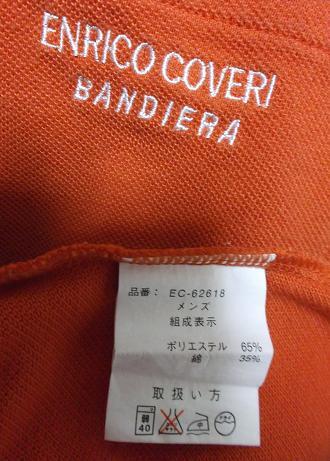 ENRICO COVERI
BANDIERA
品番: EC-62618
メンズ
組成表示
ポリエステル 65%
綿 35%
取扱い方
弱
40